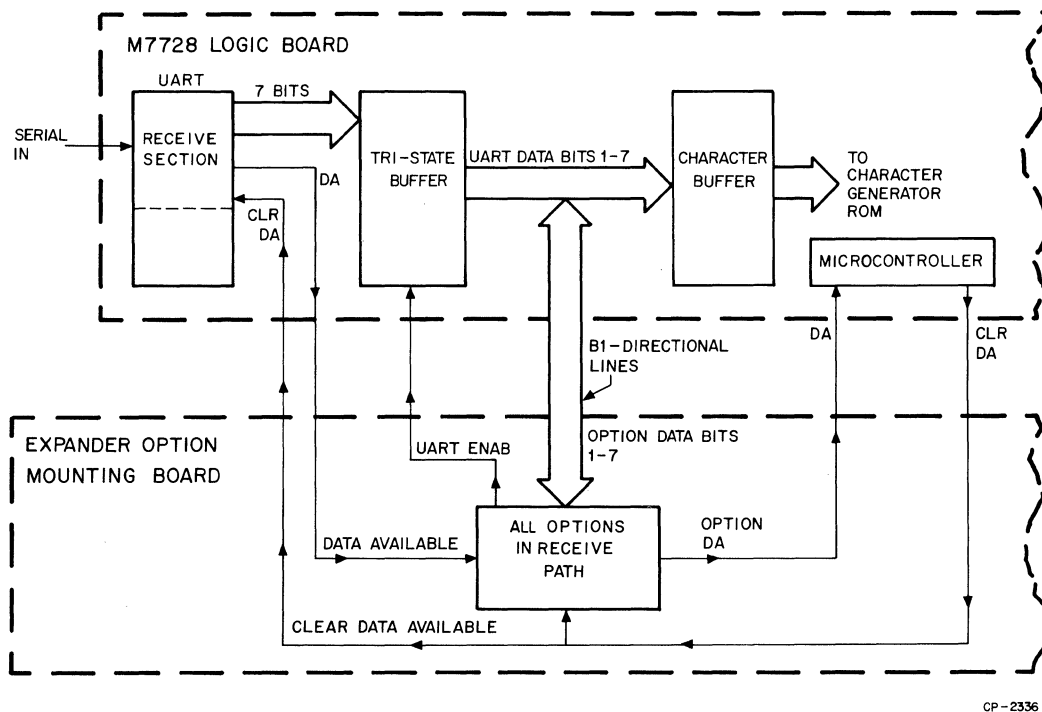 M7728 LOGIC BOARD
UART
7 BITS
SERIAL
IN
RECEIVE
SECTION
DA
CLR
DA
TRI-STATE
BUFFER
UART DATA BITS 1-7
CHARACTER
BUFFER
TO
CHARACTER
GENERATOR
ROM
MICROCONTROLLER
DA
CLR
DA
B1-DIRECTIONAL
LINES
EXPANDER OPTION
MOUNTING BOARD
UART ENAB
OPTION DATA BITS
1-7
DATA AVAILABLE
ALL OPTIONS
IN RECEIVE
PATH
OPTION
DA
CLEAR DATA AVAILABLE
CP-2336